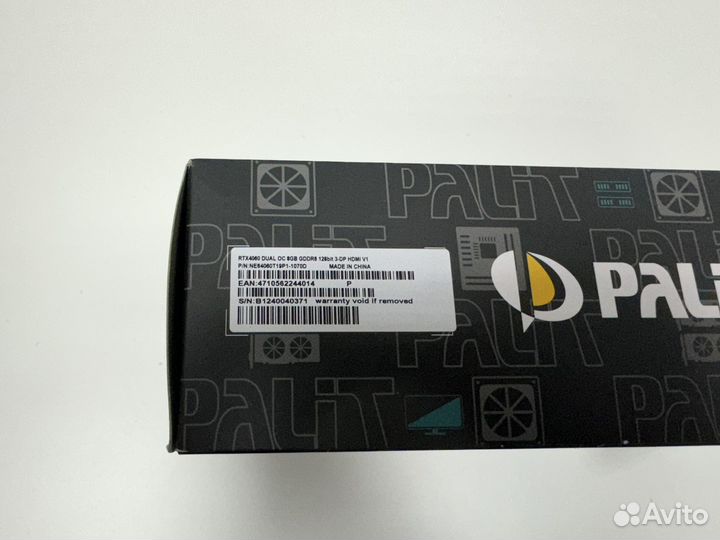 PALIT
RTX4060 DUAL OC 8GB GDDR6 128bit 3-DP HDMI V1
P/N:NE64060T19P1-1070D MADE IN CHINA
EAN:4710562244014 P
S/N:B1240040371 warranty void if removed
PALIT
PALIT
PALIT
Avito